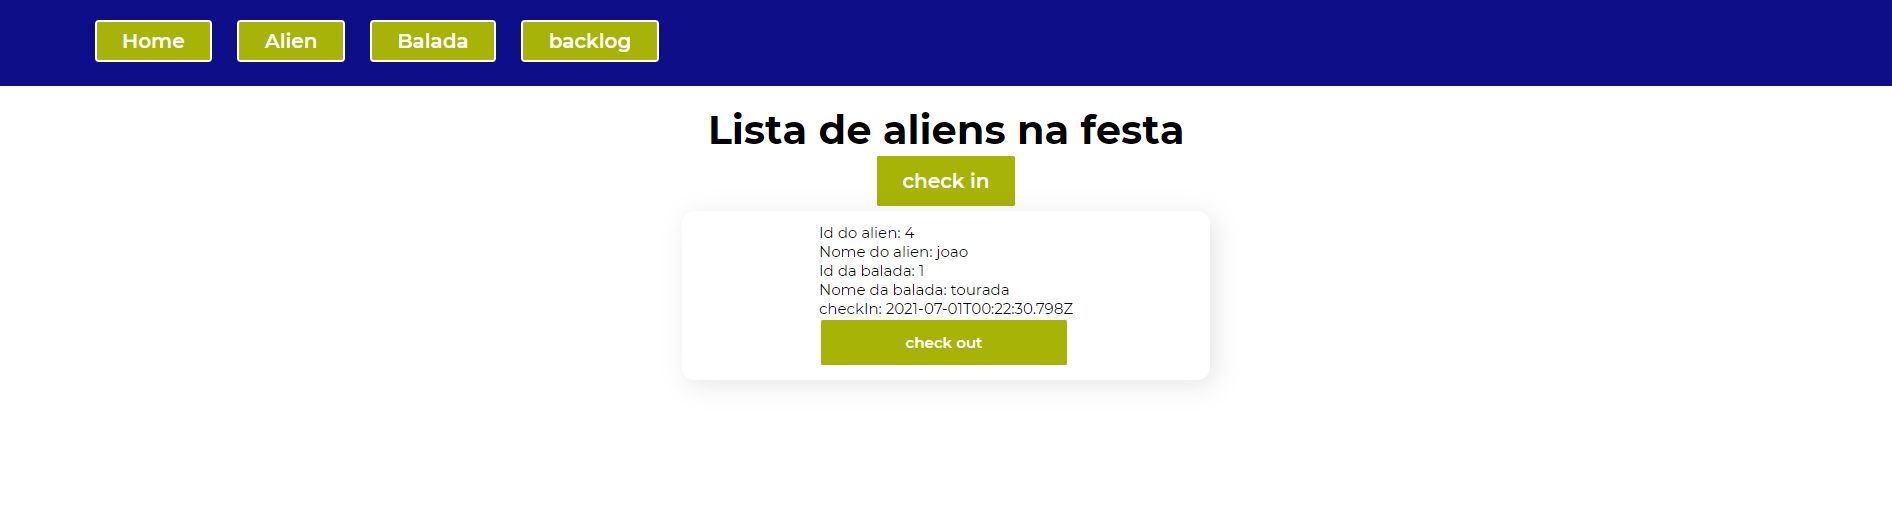 Home Alien Balada backlog
Lista de aliens na festa
check in
Id do alien: 4
Nome do alien: joao
Id da balada: 1
Nome da balada: tourada
checkIn: 2021-07-01T00:22:30.798Z
check out